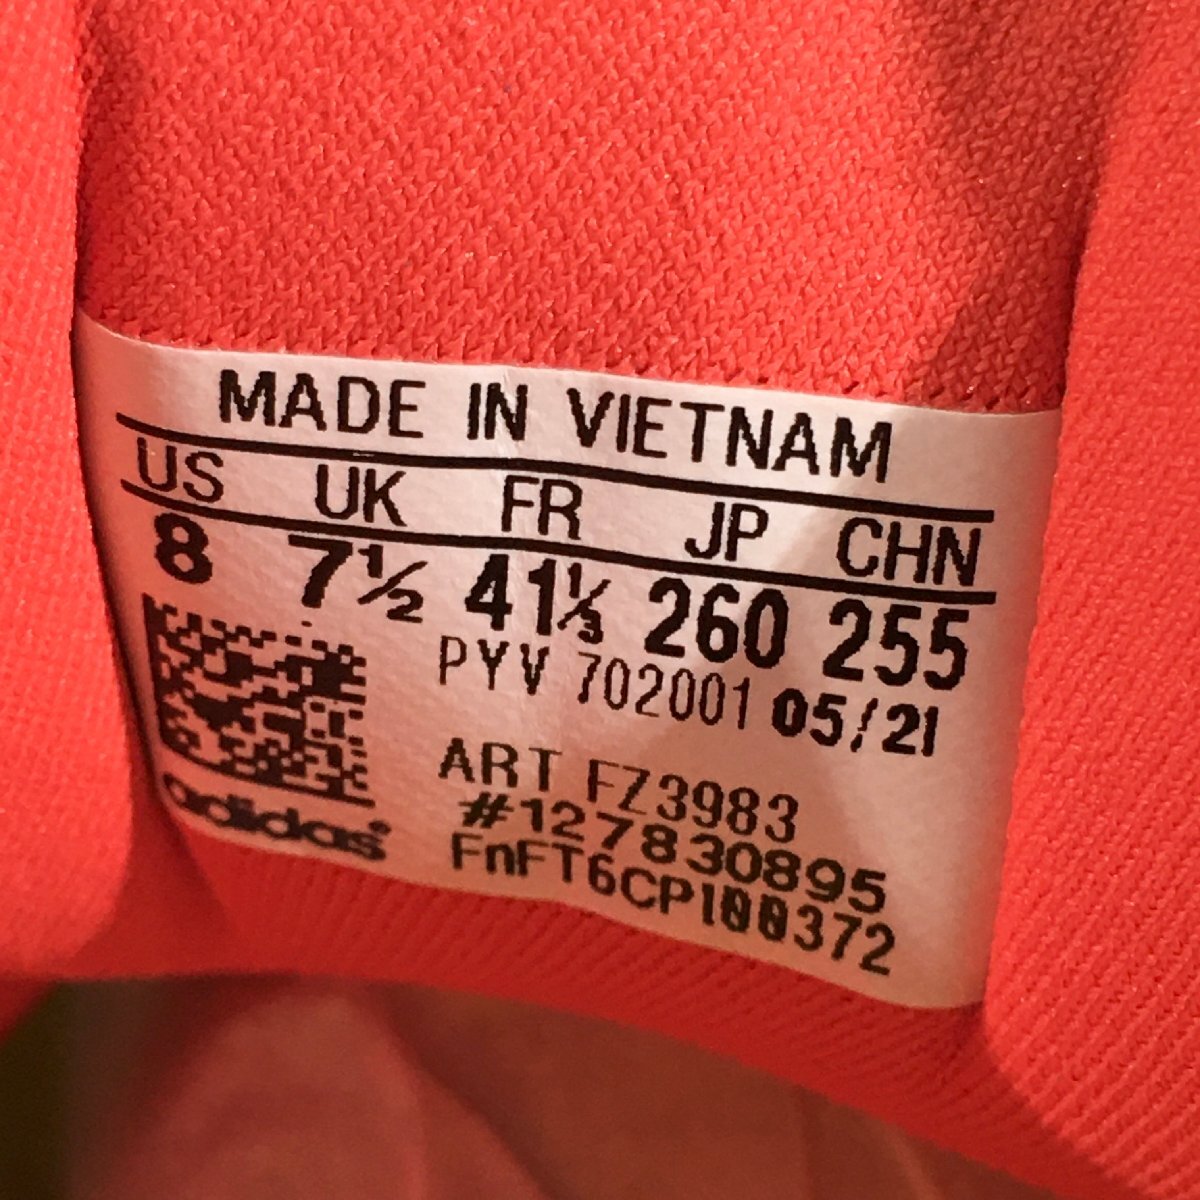 MADE IN VIETNAM
US UK FR JP CHN
8 7½ 41⅓ 260 255
PYV 702001 05/21
ART FZ3983
#127830895
FnFT6CP100372
adidas